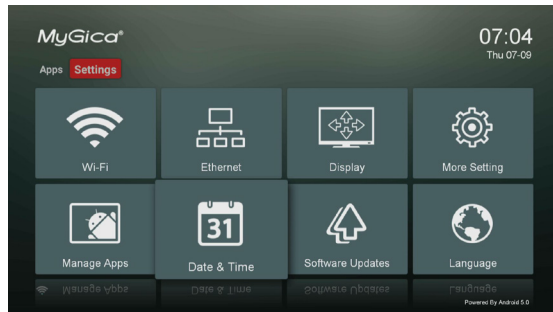 MyGica®
07:04
Thu 07-09
Apps Settings
Wi-Fi
Ethernet
Display
More Setting
Manage Apps
31
Date & Time
Software Updates
Language
Powered By Android 5.0